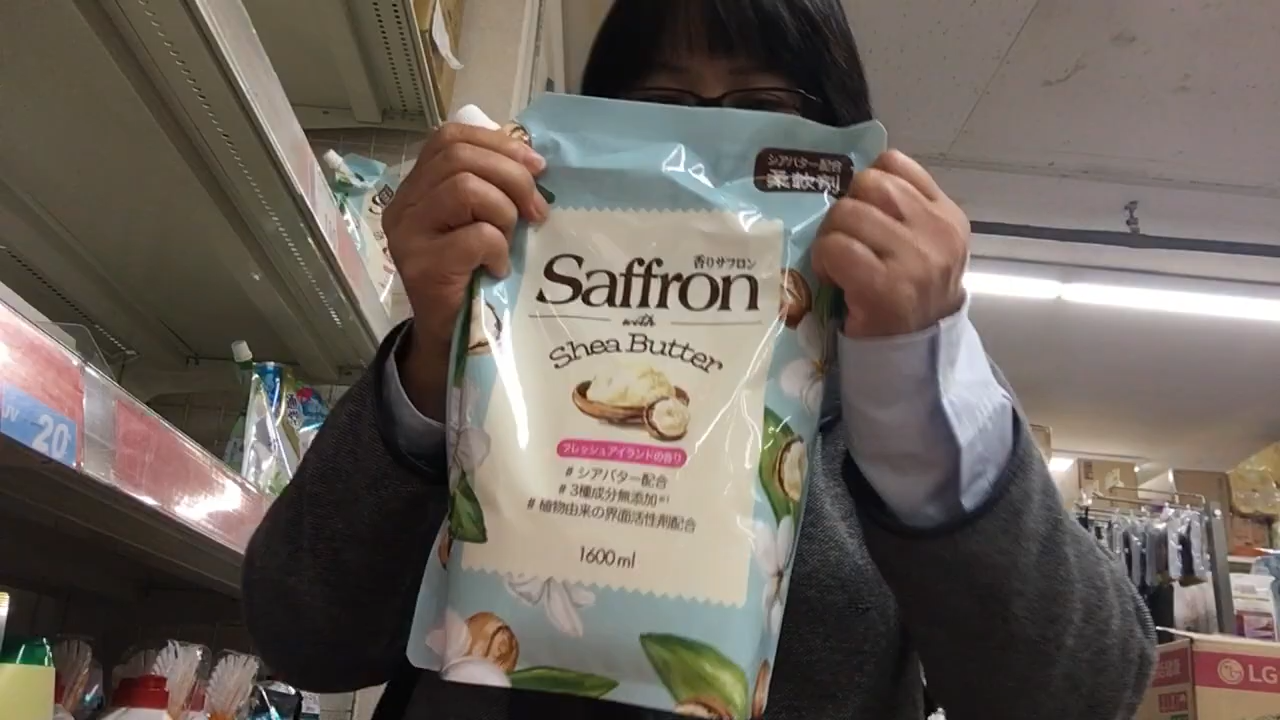 シアバター配合
柔軟剤
香りサフロン
Saffron
with
Shea Butter
フレッシュアイランドの香り
# シアバター配合
# 3種成分無添加※1
# 植物由来の界面活性剤配合
1600ml
20
LG